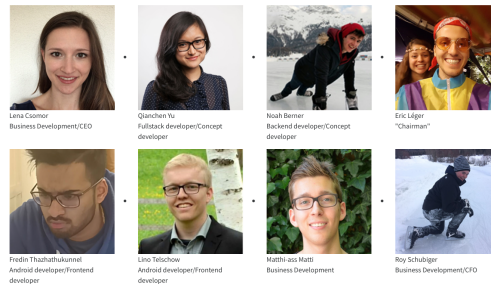 Lena Csomor
Business Development/CEO
Qianchen Yu
Fullstack developer/Concept
developer
Noah Berner
Backend developer/Concept
developer
Eric Léger
"Chairman"
Fredin Thazhathukunnel
Android developer/Frontend
developer
Lino Telschow
Android developer/Frontend
developer
Matthi-ass Matti
Business Development
Roy Schubiger
Business Development/CFO